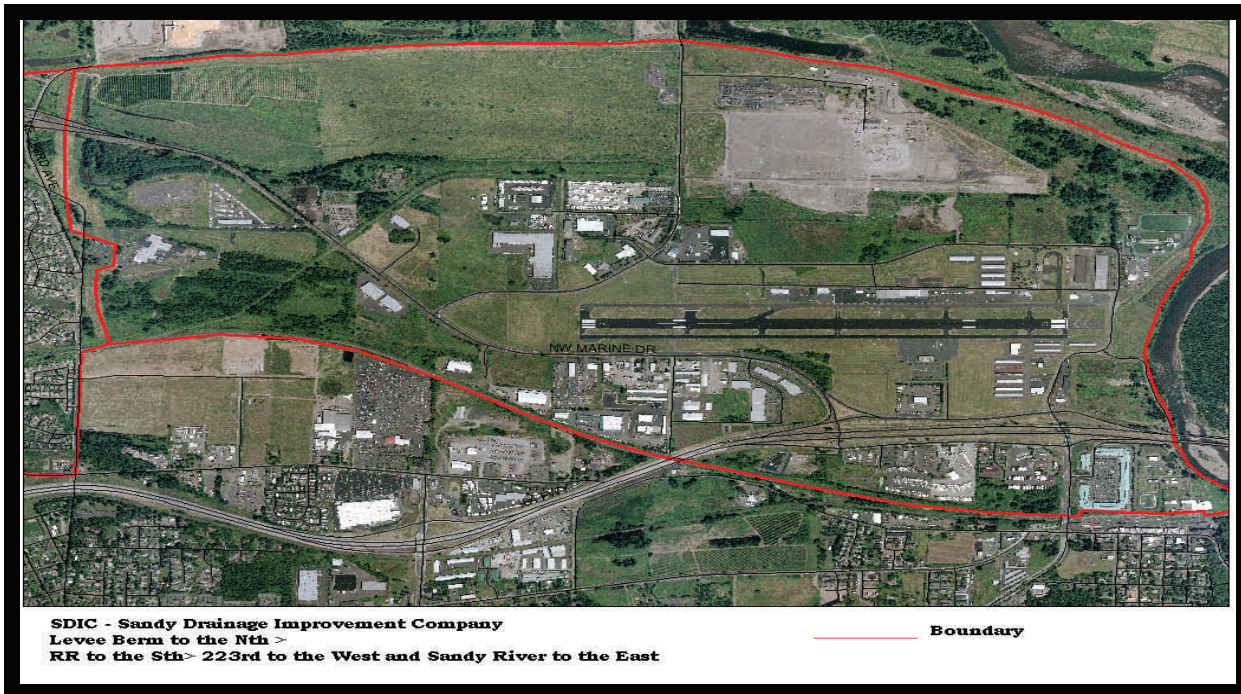 NW MARINE DR
SDIC - Sandy Drainage Improvement Company
Levee Berm to the Nth >
RR to the Sth> 223rd to the West and Sandy River to the East
Boundary